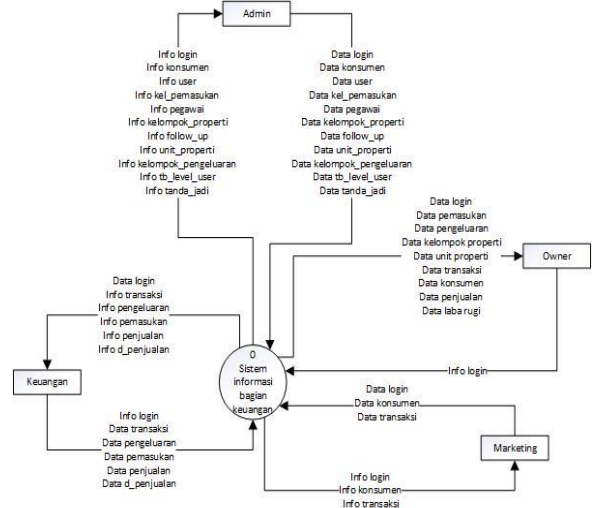 Admin
Info login
Info konsumen
Info user
Info kel_pemasukan
Info pegawai
Info kelompok_properti
Info follow_up
Info unit_properti
Info kelompok_pengeluaran
Info tb_level_user
Info tanda_jadi
Data login
Data konsumen
Data user
Data kel_pemasukan
Data pegawai
Data kelompok_properti
Data follow_up
Data unit_properti
Data kelompok_pengeluaran
Data tb_level_user
Data tanda_jadi
Data login
Data pemasukan
Data pengeluaran
Data kelompok properti
Data unit properti
Data transaksi
Data konsumen
Data penjualan
Data laba rugi
Owner
Info login
Data login
Info transaksi
Info pengeluaran
Info pemasukan
Info penjualan
Info d_penjualan
Keuangan
0
Sistem
informasi
bagian
keuangan
Info login
Data transaksi
Data pengeluaran
Data pemasukan
Data penjualan
Data d_penjualan
Data login
Data konsumen
Data transaksi
Marketing
Info login
Info konsumen
Info transaksi